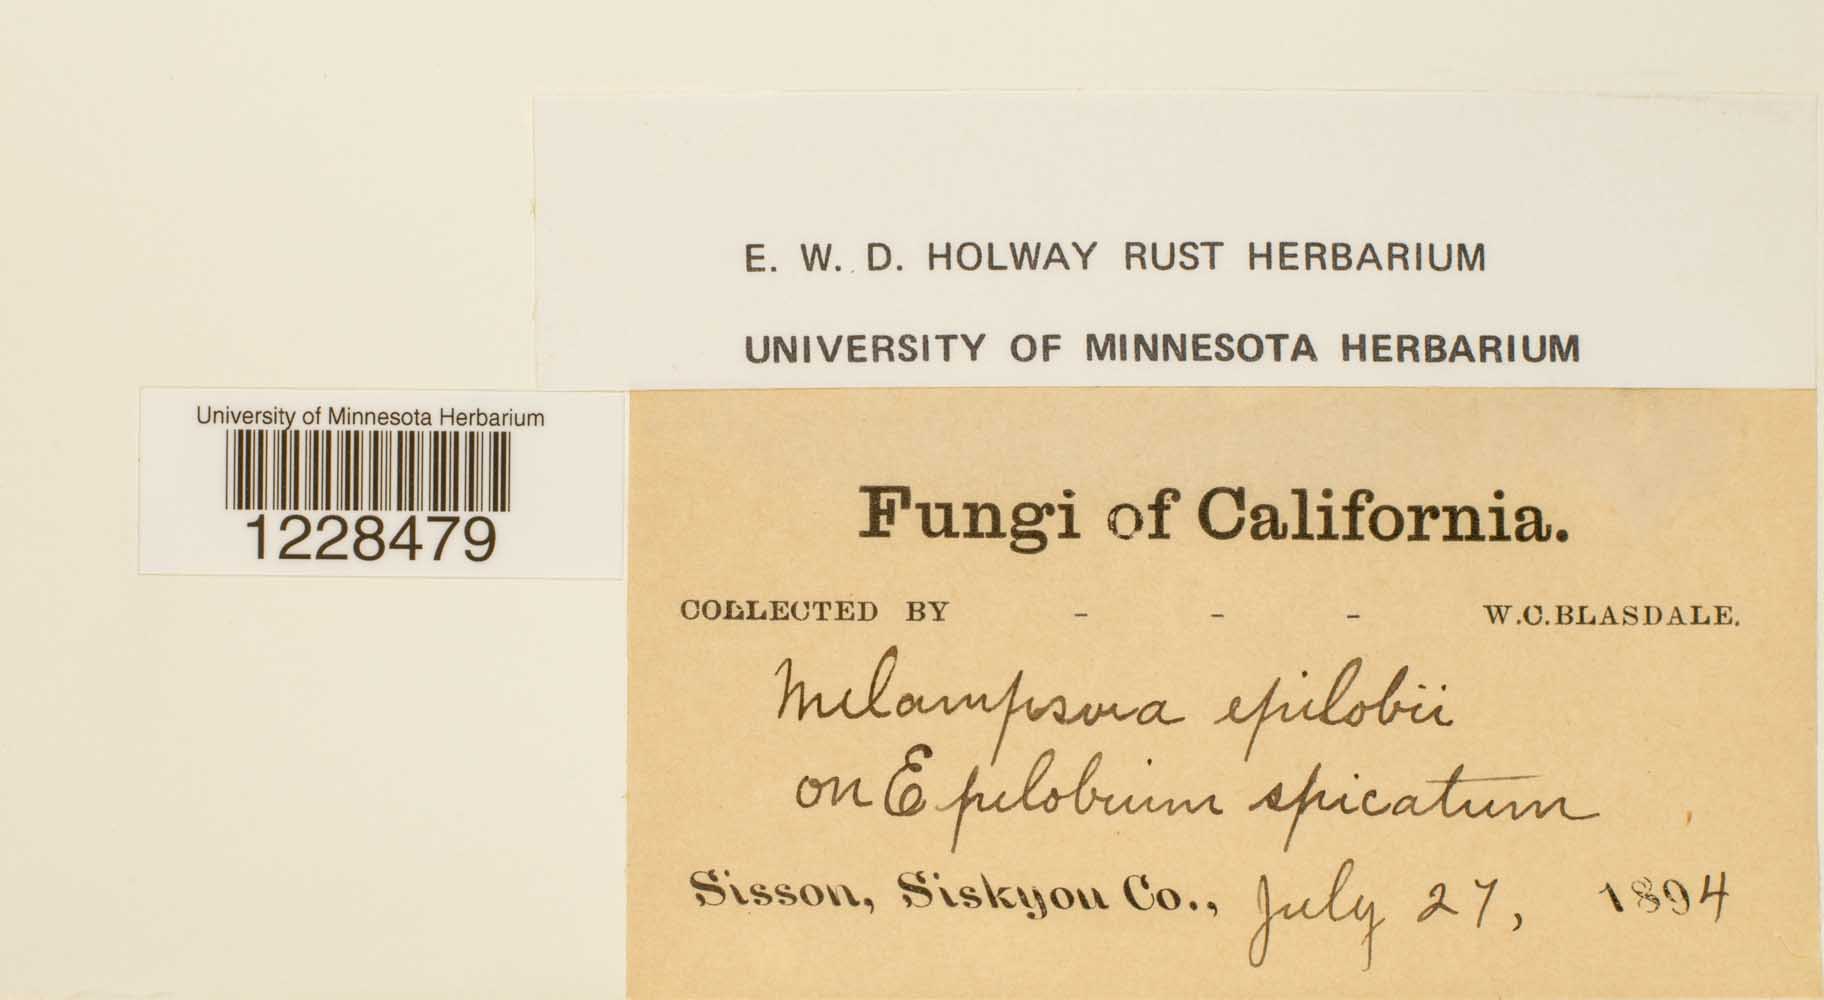 E. W. D. HOLWAY RUST HERBARIUM
UNIVERSITY OF MINNESOTA HERBARIUM
University of Minnesota Herbarium
1228479
Fungi of California.
COLLECTED BY - - - W.C.BLASDALE.
Melampsora epilobii
on Epilobium spicatum
Sisson, Siskyou Co., July 27, 1894